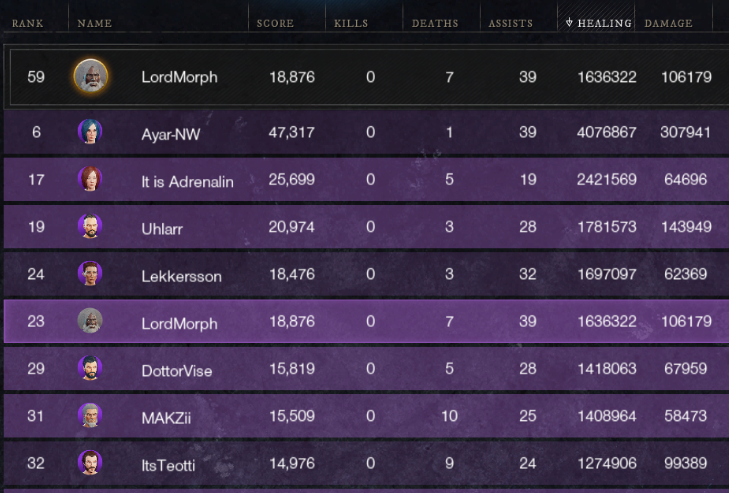 RANK NAME SCORE KILLS DEATHS ASSISTS HEALING DAMAGE
59 LordMorph 18,876 0 7 39 1636322 106179
6 Ayar-NW 47,317 0 1 39 4076867 307941
17 It is Adrenalin 25,699 0 5 19 2421569 64696
19 Uhlarr 20,974 0 3 28 1781573 143949
24 Lekkersson 18,476 0 3 32 1697097 62369
23 LordMorph 18,876 0 7 39 1636322 106179
29 DottorVise 15,819 0 5 28 1418063 67959
31 MAKZii 15,509 0 10 25 1408964 58473
32 ItsTeotti 14,976 0 9 24 1274906 99389